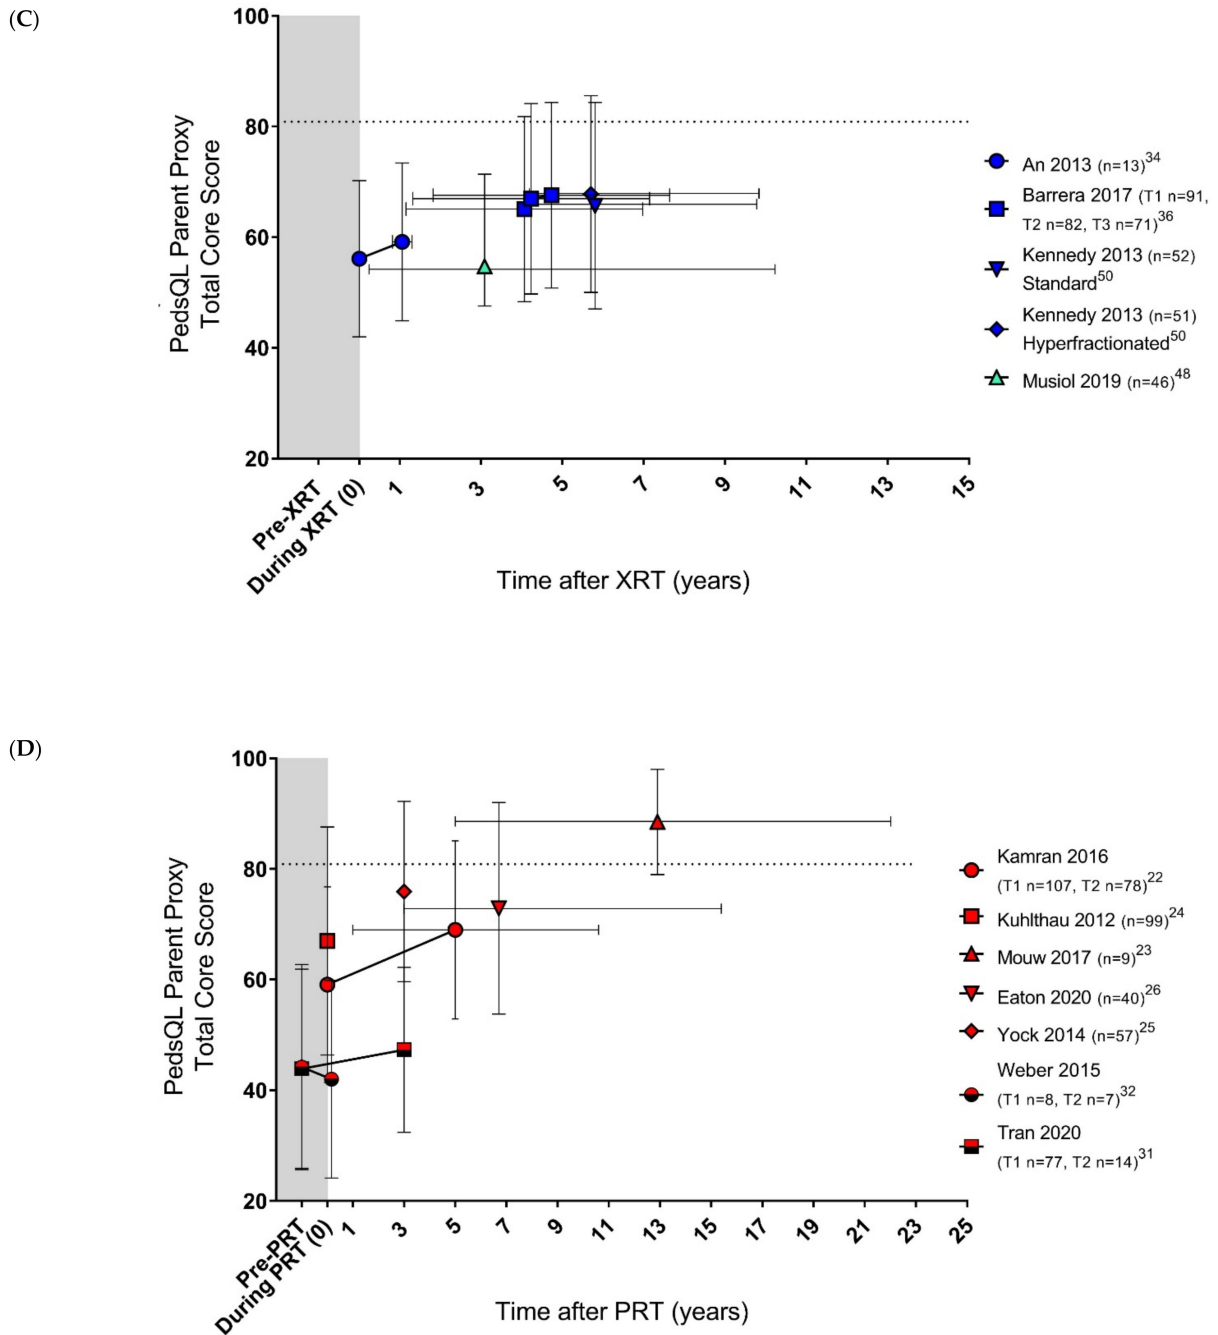 (C)
100
80
60
40
20
PedsQL Parent Proxy
Total Core Score
Pre-XRT
During XRT (0)
1
3
5
7
9
11
13
15
Time after XRT (years)
An 2013 (n=13)34
Barrera 2017 (T1 n=91,
T2 n=82, T3 n=71)36
Kennedy 2013 (n=52)
Standard50
Kennedy 2013 (n=51)
Hyperfractionated50
Musiol 2019 (n=46)48
(D)
100
80
60
40
20
PedsQL Parent Proxy
Total Core Score
Pre-PRT
During PRT (0)
1
3
5
7
9
11
13
15
17
19
21
23
25
Time after PRT (years)
Kamran 2016
(T1 n=107, T2 n=78)22
Kuhlthau 2012 (n=99)24
Mouw 2017 (n=9)23
Eaton 2020 (n=40)26
Yock 2014 (n=57)25
Weber 2015
(T1 n=8, T2 n=7)32
Tran 2020
(T1 n=77, T2 n=14)31